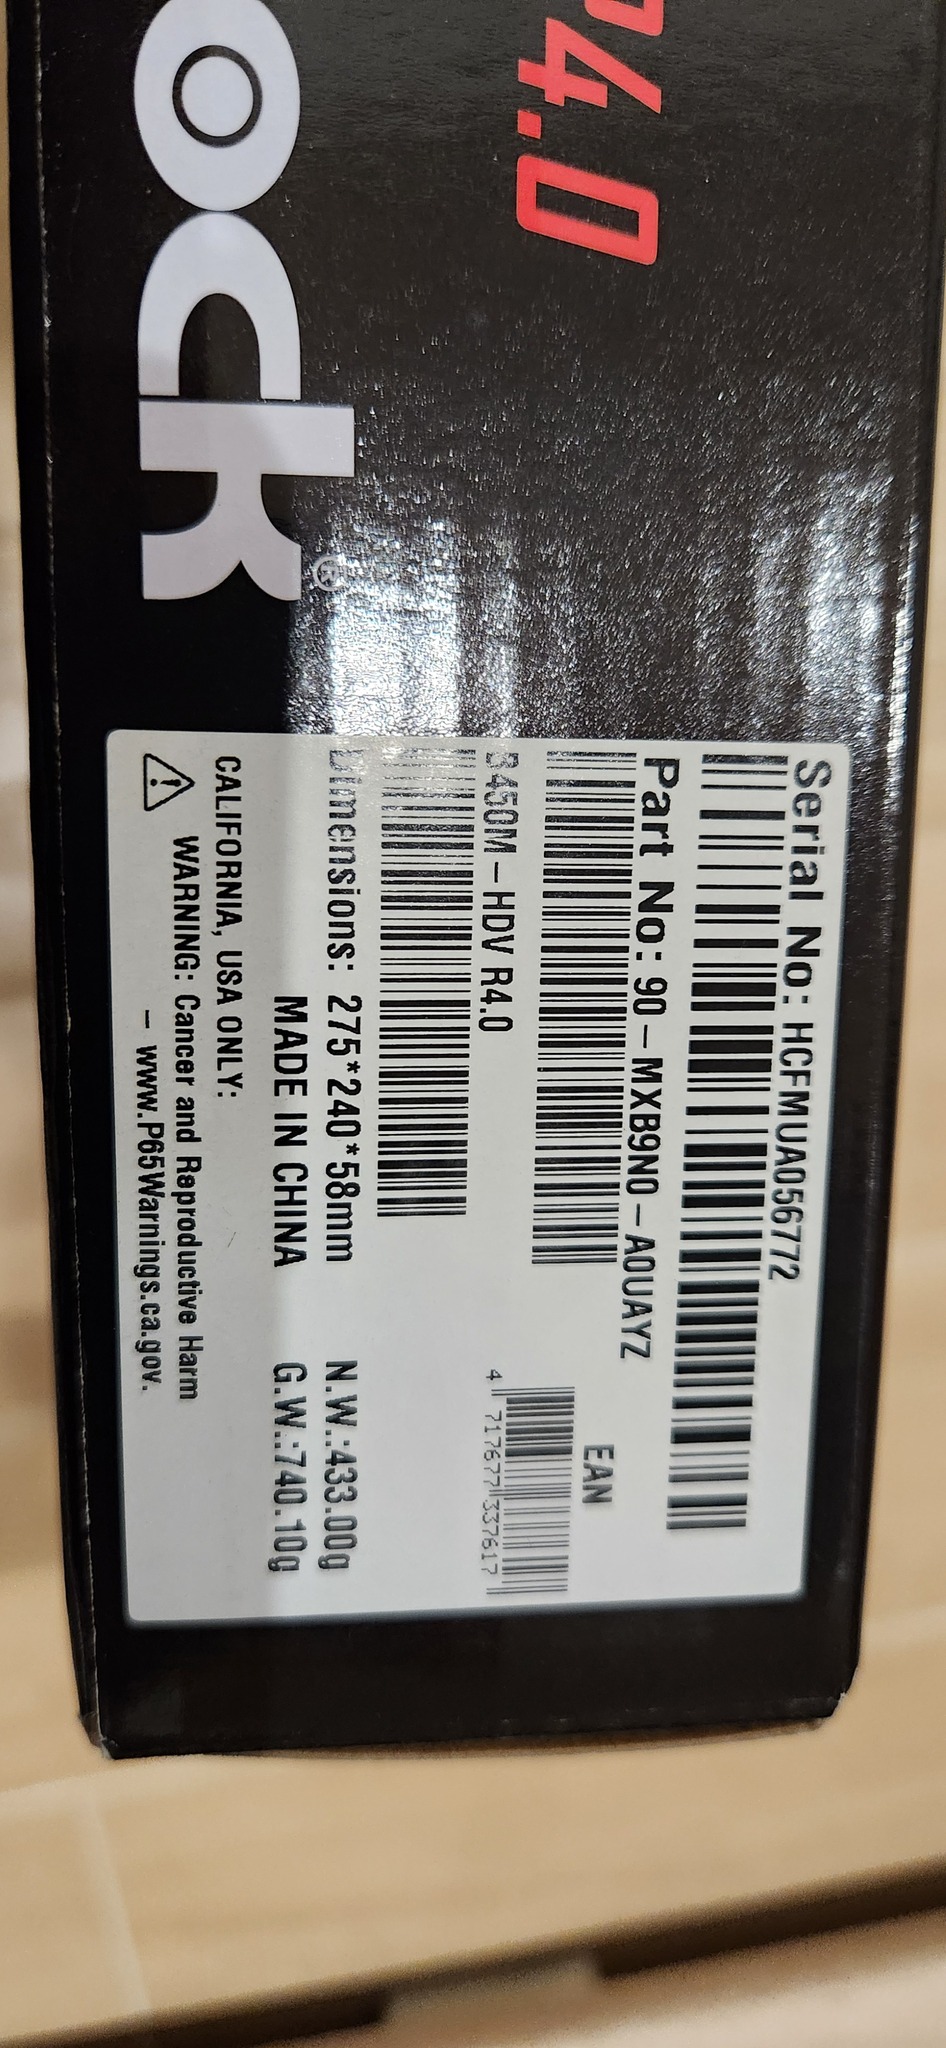 ock®
4.0
Serial No: HCFMUA056772
Part No: 90-MXB9N0-A0UAYZ
EAN
4 717677 337617
B450M-HDV R4.0
Dimensions: 275*240*58mm N.W.:433.00g
MADE IN CHINA G.W.:740.10g
CALIFORNIA, USA ONLY:
WARNING: Cancer and Reproductive Harm
- www.P65Warnings.ca.gov.